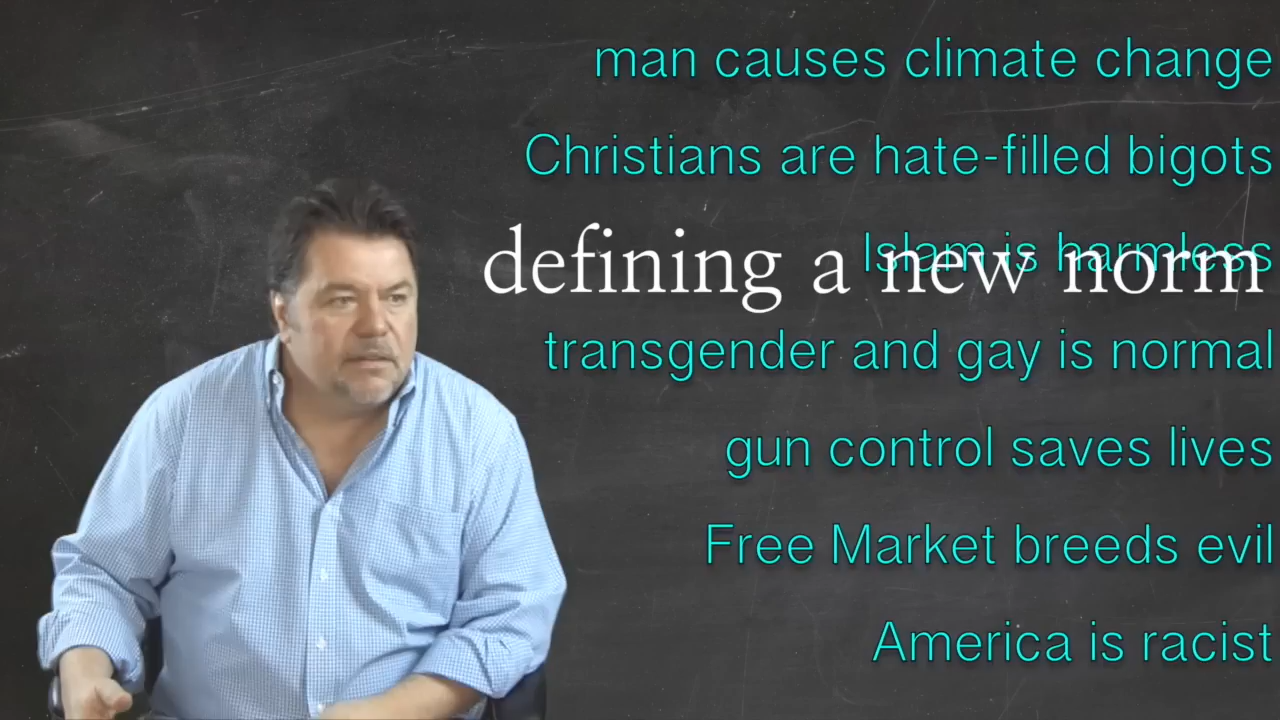 man causes climate change
Christians are hate-filled bigots
Islam is harmless
defining a new norm
transgender and gay is normal
gun control saves lives
Free Market breeds evil
America is racist